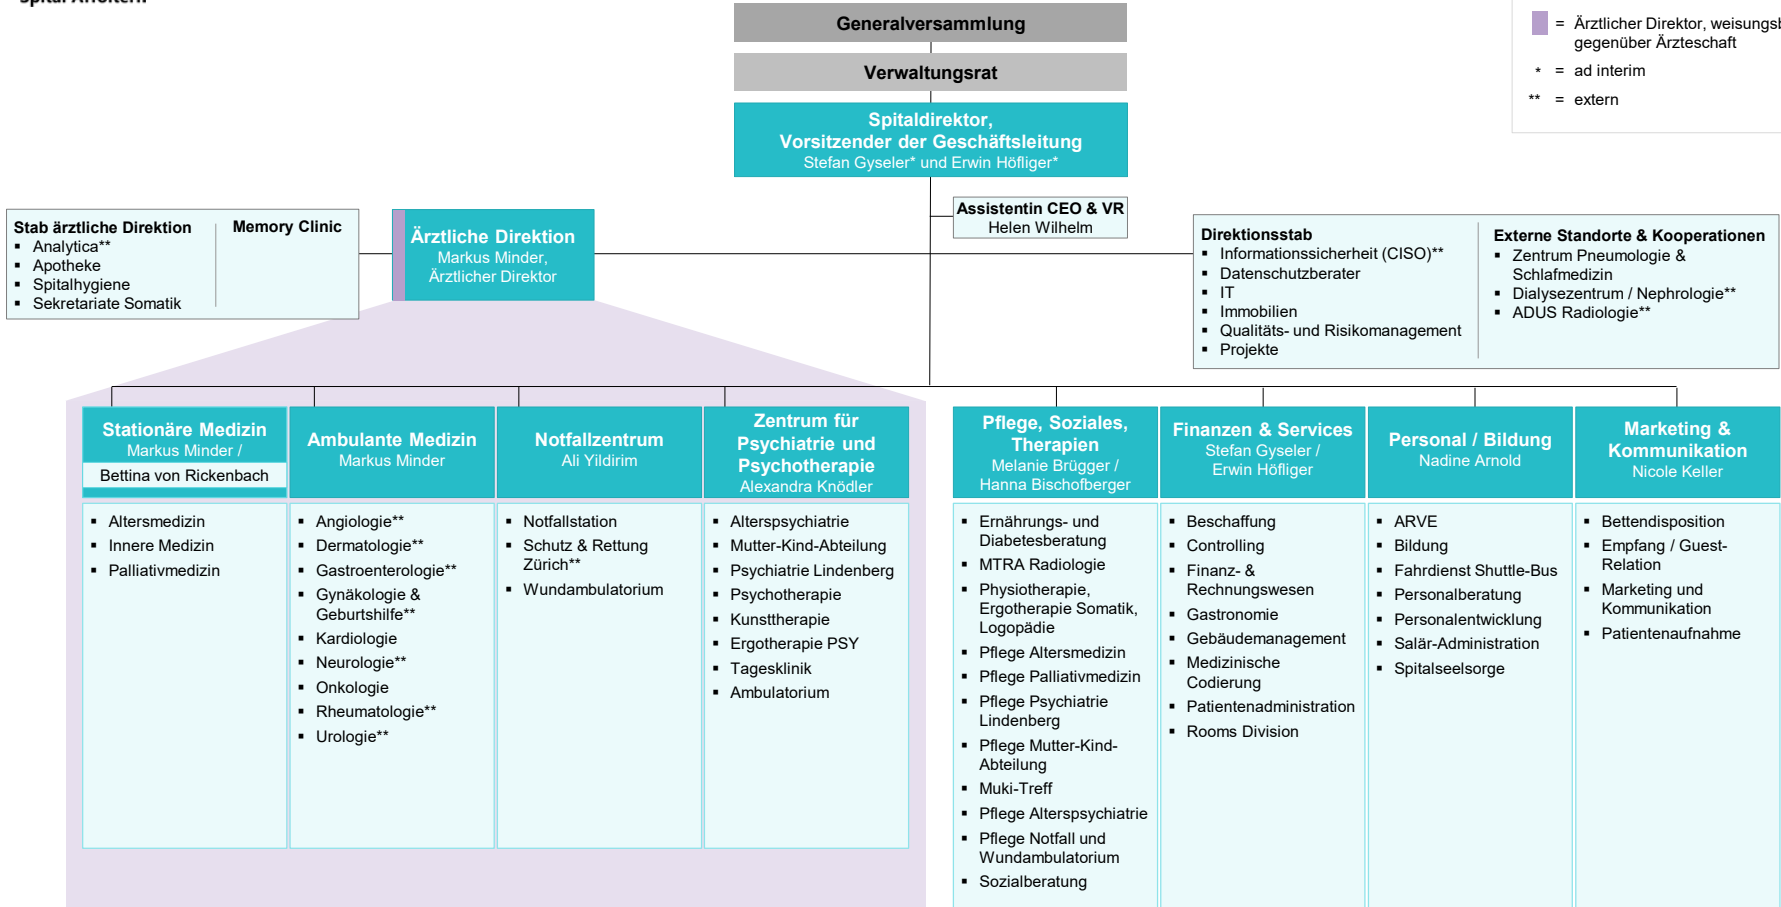 Spital Affoltern.
Generalversammlung
Verwaltungsrat
Spitaldirektor,
Vorsitzender der Geschäftsleitung
Stefan Gyseler* und Erwin Höfliger*
= Ärztlicher Direktor, weisungsb
gegenüber Ärzteschaft
* = ad interim
** = extern
Assistentin CEO & VR
Helen Wilhelm
Stab ärztliche Direktion
▪ Analytica**
▪ Apotheke
▪ Spitalhygiene
▪ Sekretariate Somatik
Memory Clinic
Ärztliche Direktion
Markus Minder,
Ärztlicher Direktor
Direktionsstab
▪ Informationssicherheit (CISO)**
▪ Datenschutzberater
▪ IT
▪ Immobilien
▪ Qualitäts- und Risikomanagement
▪ Projekte
Externe Standorte & Kooperationen
▪ Zentrum Pneumologie &
Schlafmedizin
▪ Dialysezentrum / Nephrologie**
▪ ADUS Radiologie**
Stationäre Medizin
Markus Minder /
Bettina von Rickenbach
▪ Altersmedizin
▪ Innere Medizin
▪ Palliativmedizin
Ambulante Medizin
Markus Minder
▪ Angiologie**
▪ Dermatologie**
▪ Gastroenterologie**
▪ Gynäkologie &
Geburtshilfe**
▪ Kardiologie
▪ Neurologie**
▪ Onkologie
▪ Rheumatologie**
▪ Urologie**
Notfallzentrum
Ali Yildirim
▪ Notfallstation
▪ Schutz & Rettung
Zürich**
▪ Wundambulatorium
Zentrum für
Psychiatrie und
Psychotherapie
Alexandra Knödler
▪ Alterspsychiatrie
▪ Mutter-Kind-Abteilung
▪ Psychiatrie Lindenberg
▪ Psychotherapie
▪ Kunsttherapie
▪ Ergotherapie PSY
▪ Tagesklinik
▪ Ambulatorium
Pflege, Soziales,
Therapien
Melanie Brügger /
Hanna Bischofberger
▪ Ernährungs- und
Diabetesberatung
▪ MTRA Radiologie
▪ Physiotherapie,
Ergotherapie Somatik,
Logopädie
▪ Pflege Altersmedizin
▪ Pflege Palliativmedizin
▪ Pflege Psychiatrie
Lindenberg
▪ Pflege Mutter-Kind-
Abteilung
▪ Muki-Treff
▪ Pflege Alterspsychiatrie
▪ Pflege Notfall und
Wundambulatorium
▪ Sozialberatung
Finanzen & Services
Stefan Gyseler /
Erwin Höfliger
▪ Beschaffung
▪ Controlling
▪ Finanz- &
Rechnungswesen
▪ Gastronomie
▪ Gebäudemanagement
▪ Medizinische
Codierung
▪ Patientenadministration
▪ Rooms Division
Personal / Bildung
Nadine Arnold
▪ ARVE
▪ Bildung
▪ Fahrdienst Shuttle-Bus
▪ Personalberatung
▪ Personalentwicklung
▪ Salär-Administration
▪ Spitalseelsorge
Marketing &
Kommunikation
Nicole Keller
▪ Bettendisposition
▪ Empfang / Guest-
Relation
▪ Marketing und
Kommunikation
▪ Patientenaufnahme